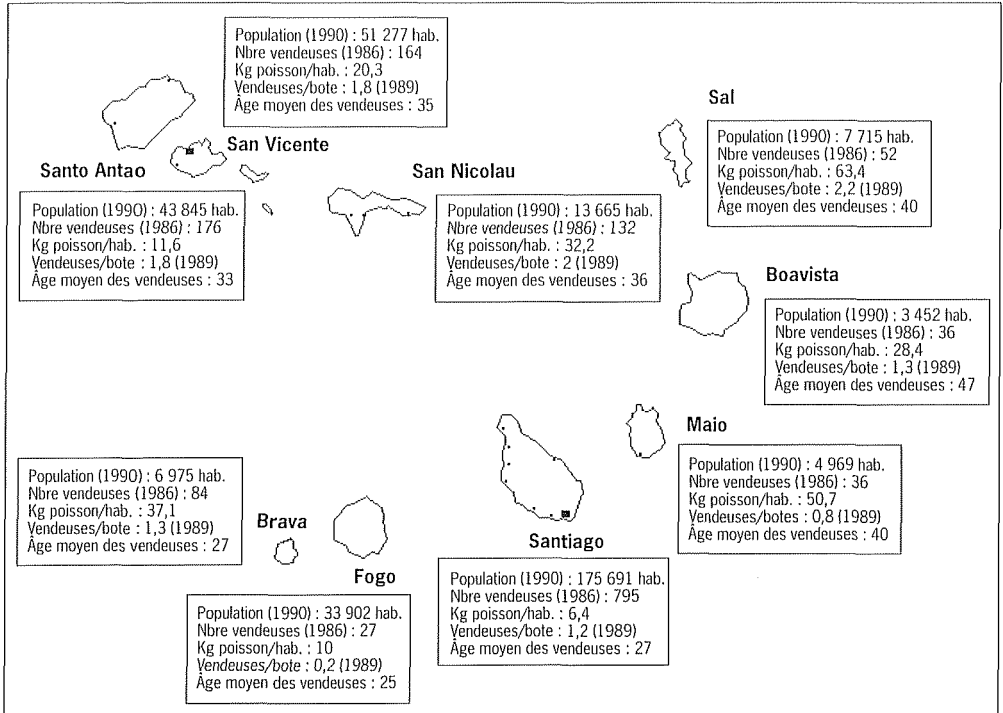 Population (1990) : 51 277 hab.
Nbre vendeuses (1986) : 164
Kg poisson/hab. : 20,3
Vendeuses/bote : 1,8 (1989)
Âge moyen des vendeuses : 35
San Vicente
Santo Antao
Population (1990) : 43 845 hab.
Nbre vendeuses (1986) : 176
Kg poisson/hab. : 11,6
Vendeuses/bote : 1,8 (1989)
Âge moyen des vendeuses : 33
San Nicolau
Population (1990) : 13 665 hab.
Nbre vendeuses (1986) : 132
Kg poisson/hab. : 32,2
Vendeuses/bote : 2 (1989)
Âge moyen des vendeuses : 36
Sal
Population (1990) : 7 715 hab.
Nbre vendeuses (1986) : 52
Kg poisson/hab. : 63,4
Vendeuses/bote : 2,2 (1989)
Âge moyen des vendeuses : 40
Boavista
Population (1990) : 3 452 hab.
Nbre vendeuses (1986) : 36
Kg poisson/hab. : 28,4
Vendeuses/bote : 1,3 (1989)
Âge moyen des vendeuses : 47
Maio
Population (1990) : 4 969 hab.
Nbre vendeuses (1986) : 36
Kg poisson/hab. : 50,7
Vendeuses/botes : 0,8 (1989)
Âge moyen des vendeuses : 40
Population (1990) : 6 975 hab.
Nbre vendeuses (1986) : 84
Kg poisson/hab. : 37,1
Vendeuses/bote : 1,3 (1989)
Âge moyen des vendeuses : 27
Brava
Fogo
Population (1990) : 33 902 hab.
Nbre vendeuses (1986) : 27
Kg poisson/hab. : 10
Vendeuses/bote : 0,2 (1989)
Âge moyen des vendeuses : 25
Santiago
Population (1990) : 175 691 hab.
Nbre vendeuses (1986) : 795
Kg poisson/hab. : 6,4
Vendeuses/bote : 1,2 (1989)
Âge moyen des vendeuses : 27